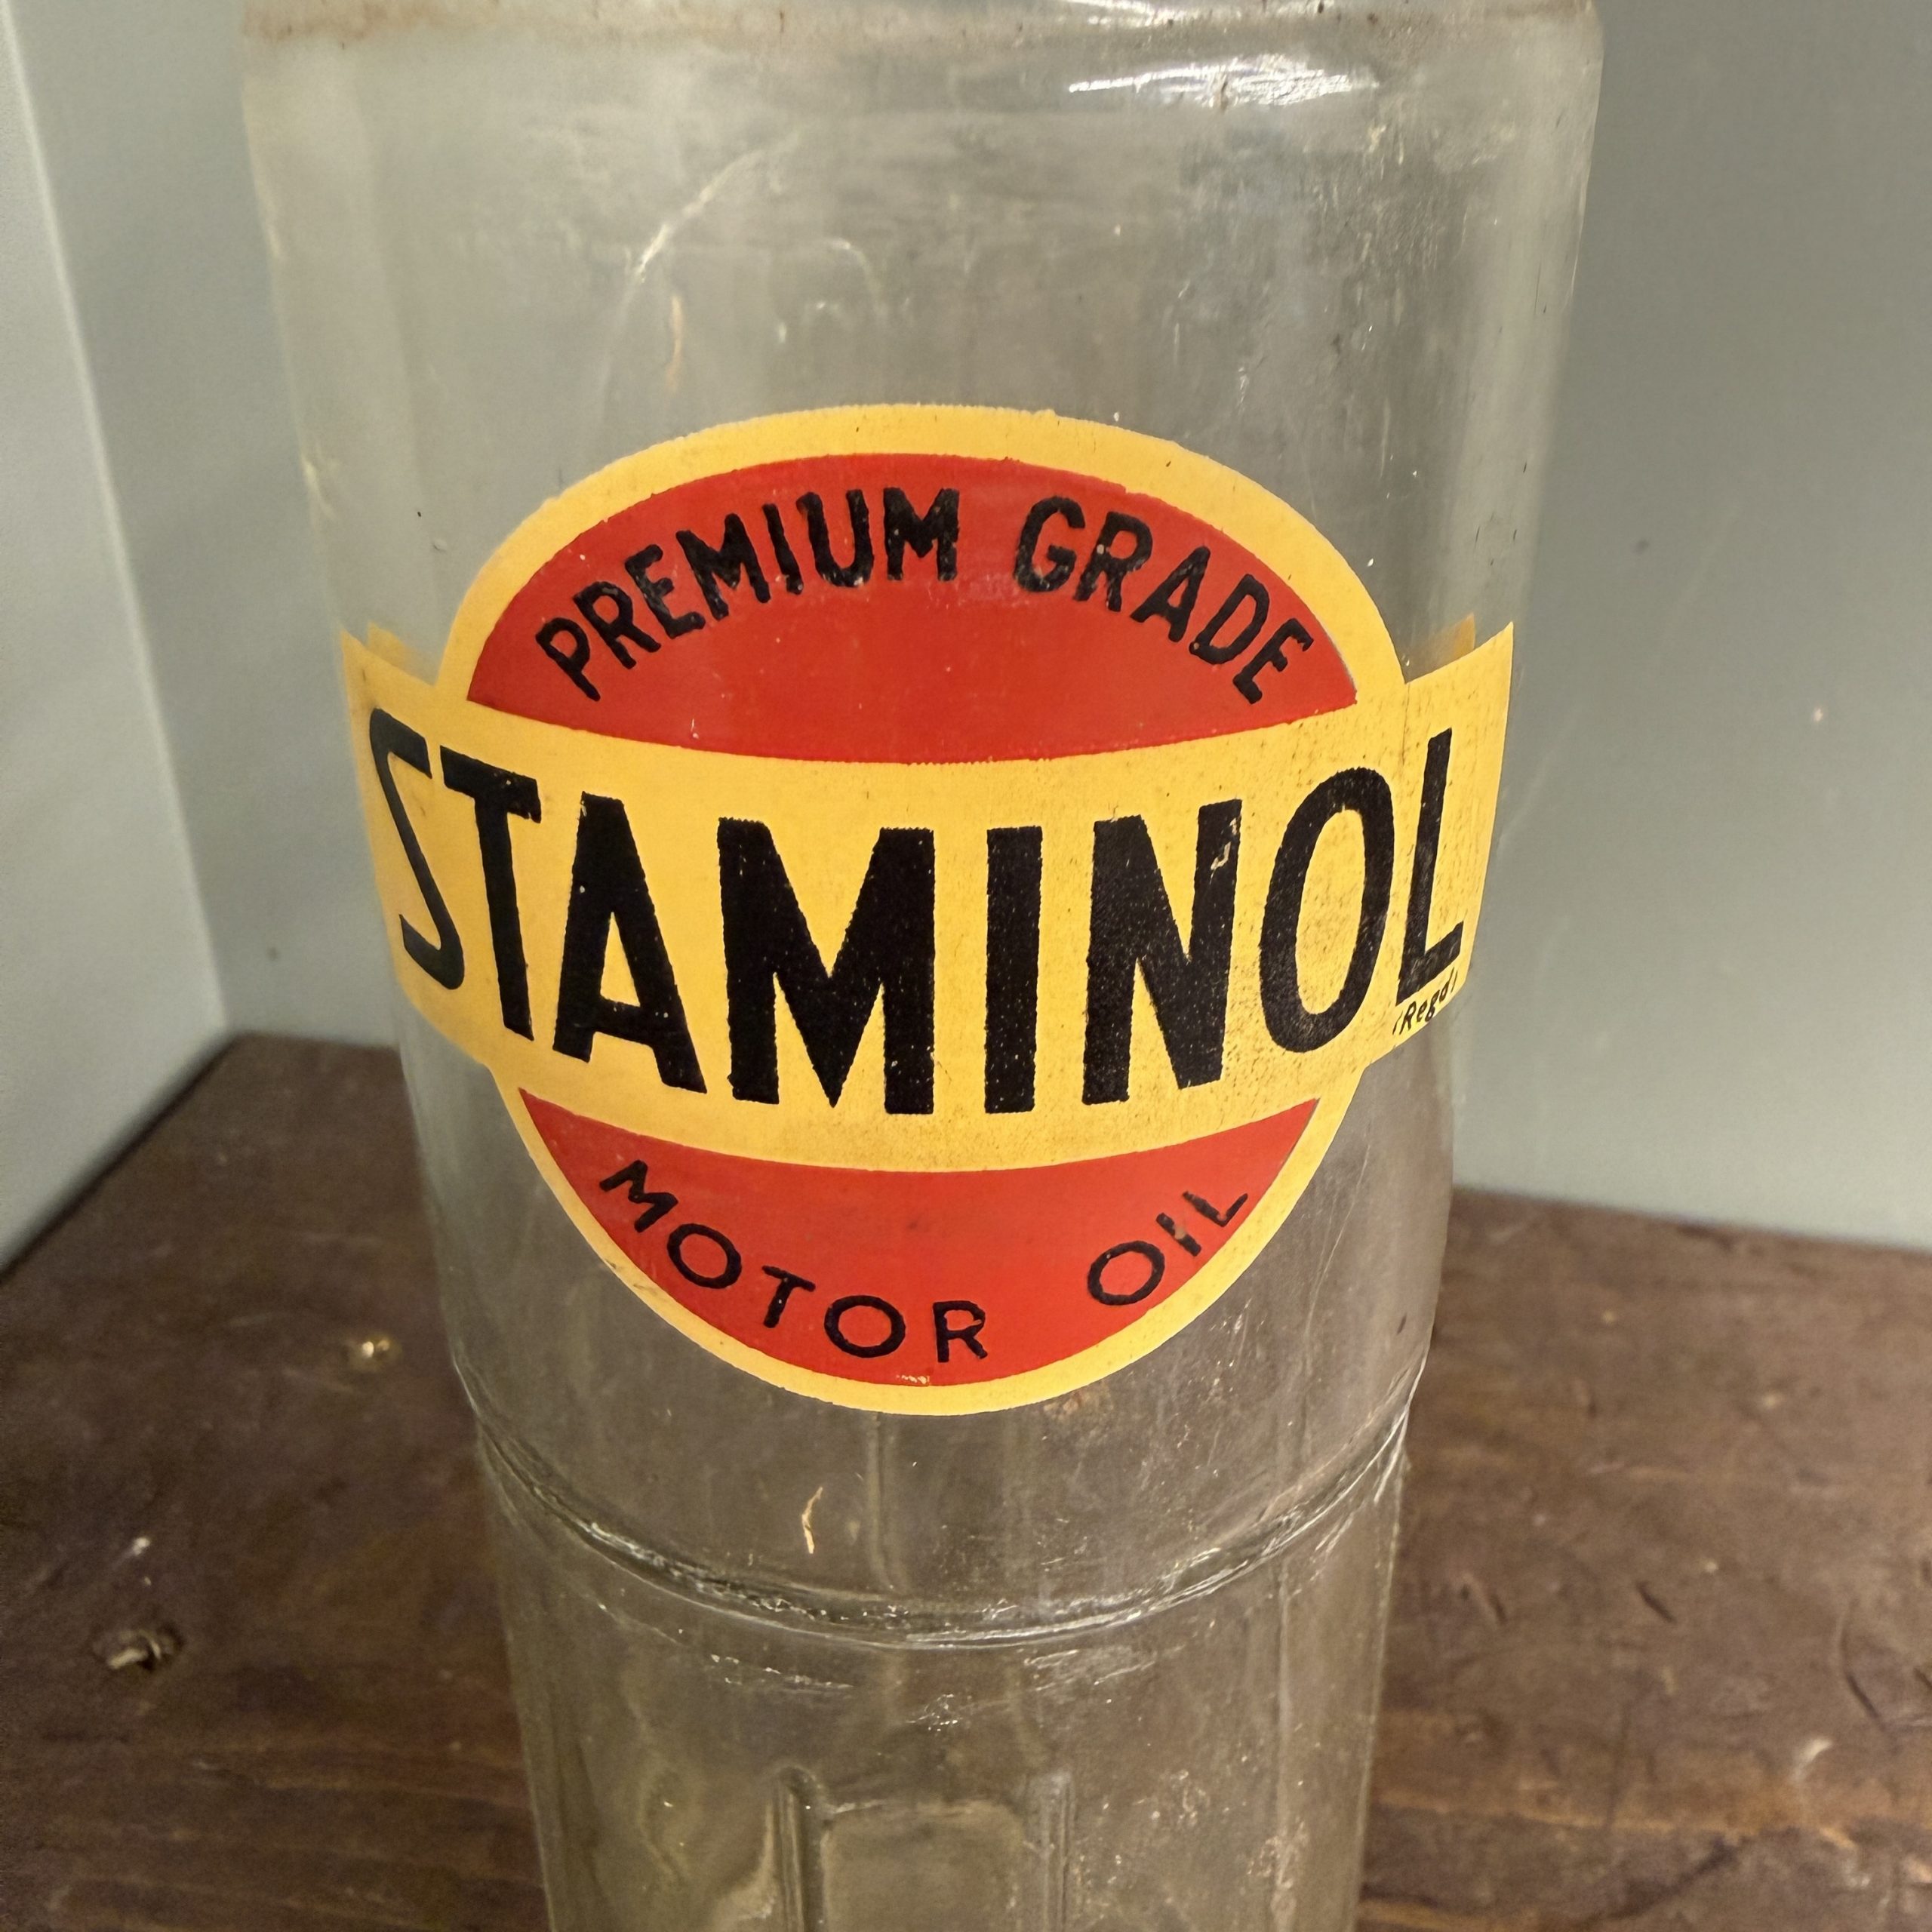 PREMIUM GRADE
STAMINOL
(Regd)
MOTOR OIL